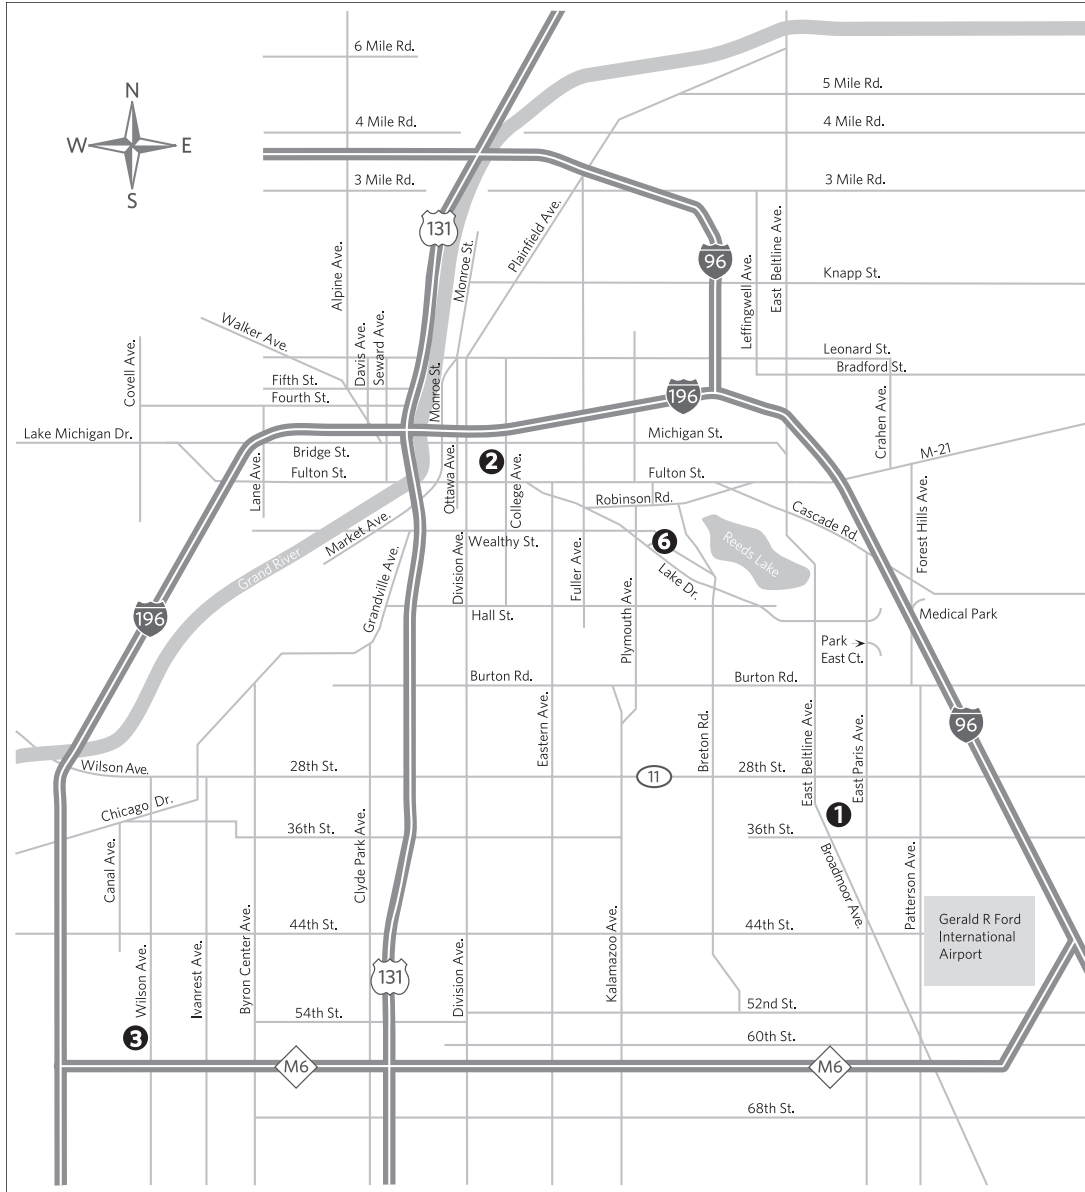 6 Mile Rd.
5 Mile Rd.
N
4 Mile Rd.
4 Mile Rd.
W
E
3 Mile Rd.
3 Mile Rd.
S
131
Monroe St.
Plainfield Ave.
96
Alpine Ave.
Leffingwell Ave.
East Beltline Ave.
Knapp St.
Walker Ave.
Covell Ave.
Davis Ave.
Seward Ave.
Leonard St.
Bradford St.
Fifth St.
Fourth St.
Monroe St.
196
Crahen Ave.
Lake Michigan Dr.
Michigan St.
Bridge St.
M-21
2
Fulton St.
Fulton St.
Lane Ave.
Ottawa Ave.
College Ave.
Robinson Rd.
Market Ave.
Cascade Rd.
Forest Hills Ave.
Wealthy St.
6
Reeds Lake
Grand River
Grandville Ave.
Division Ave.
Fuller Ave.
Lake Dr.
196
Hall St.
Plymouth Ave.
Medical Park
Park
East Ct.
Burton Rd.
Burton Rd.
Eastern Ave.
Breton Rd.
East Beltline Ave.
East Paris Ave.
96
Wilson Ave.
28th St.
11
28th St.
Chicago Dr.
1
36th St.
36th St.
Canal Ave.
Clyde Park Ave.
Broadmoor Ave.
Patterson Ave.
44th St.
44th St.
Gerald R Ford
International
Airport
Wilson Ave.
Ivanrest Ave.
Byron Center Ave.
131
Division Ave.
Kalamazoo Ave.
54th St.
52nd St.
3
60th St.
M6
M6
68th St.